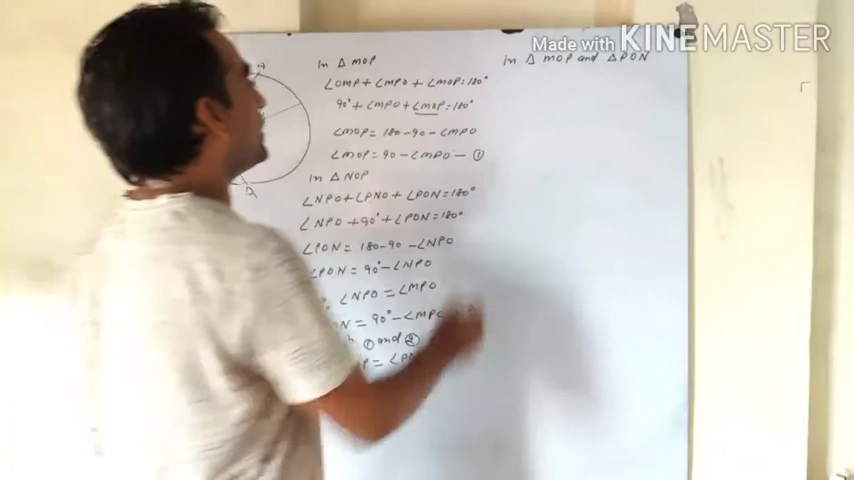 Made with KINEMASTER
In △ MOP
∠OMP + ∠MPO + ∠MOP = 180°
90° + ∠MPO + ∠MOP = 180°
∠MOP = 180 - 90 - ∠MPO
∠MOP = 90 - ∠MPO - ①
In △ NOP
∠NPO + ∠PNO + ∠PON = 180°
∠NPO + 90° + ∠PON = 180°
∠PON = 180 - 90 - ∠NPO
∠PON = 90° - ∠NPO
∠NPO = ∠MPO
N = 90° - ∠MPO
① and ②
P = ∠PO
In △ MOP and △ PON
A